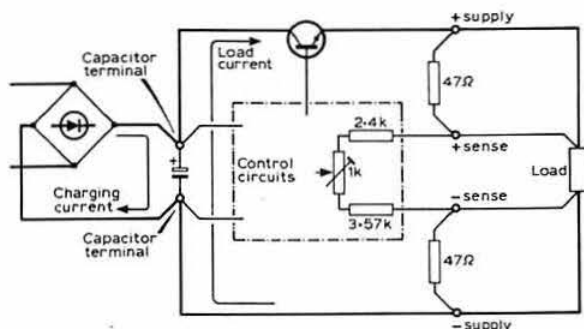 + supply
Capacitor
terminal
Load
current
47Ω
2·4k
+ sense
Control
circuits
1k
Load
+
Charging
current
- sense
3·57k
Capacitor
terminal
47Ω
- supply